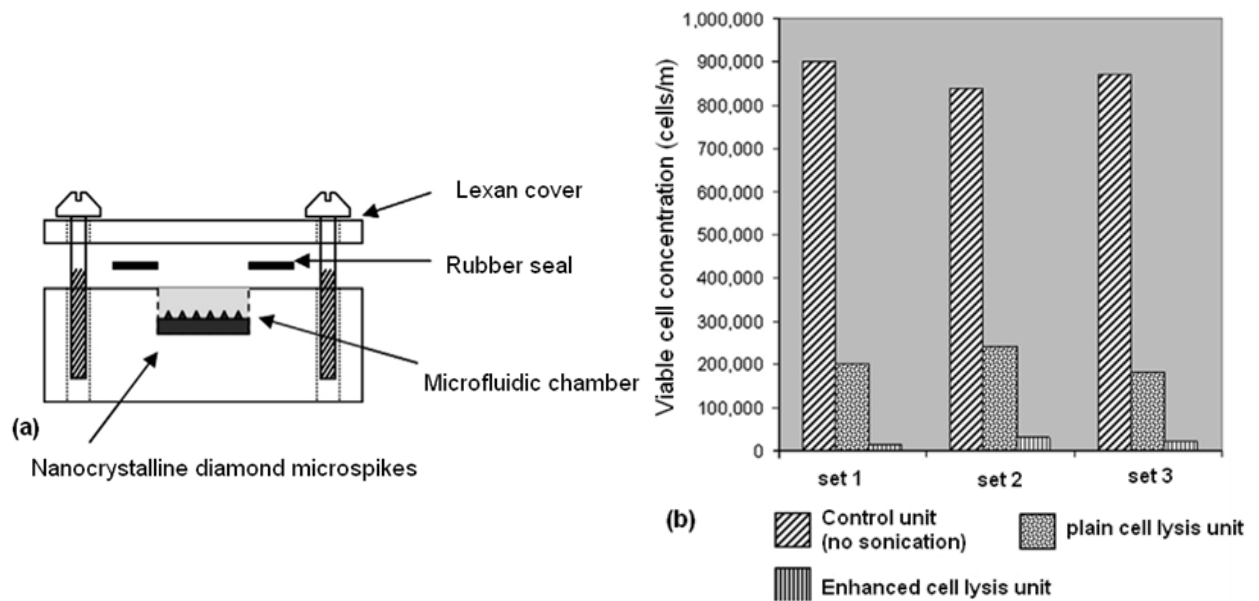 Lexan cover
Rubber seal
Microfluidic chamber
(a)
Nanocrystalline diamond microspikes
Viable cell concentration (cells/m)
1,000,000
900,000
800,000
700,000
600,000
500,000
400,000
300,000
200,000
100,000
0
set 1
set 2
set 3
(b)
Control unit
(no sonication)
plain cell lysis unit
Enhanced cell lysis unit